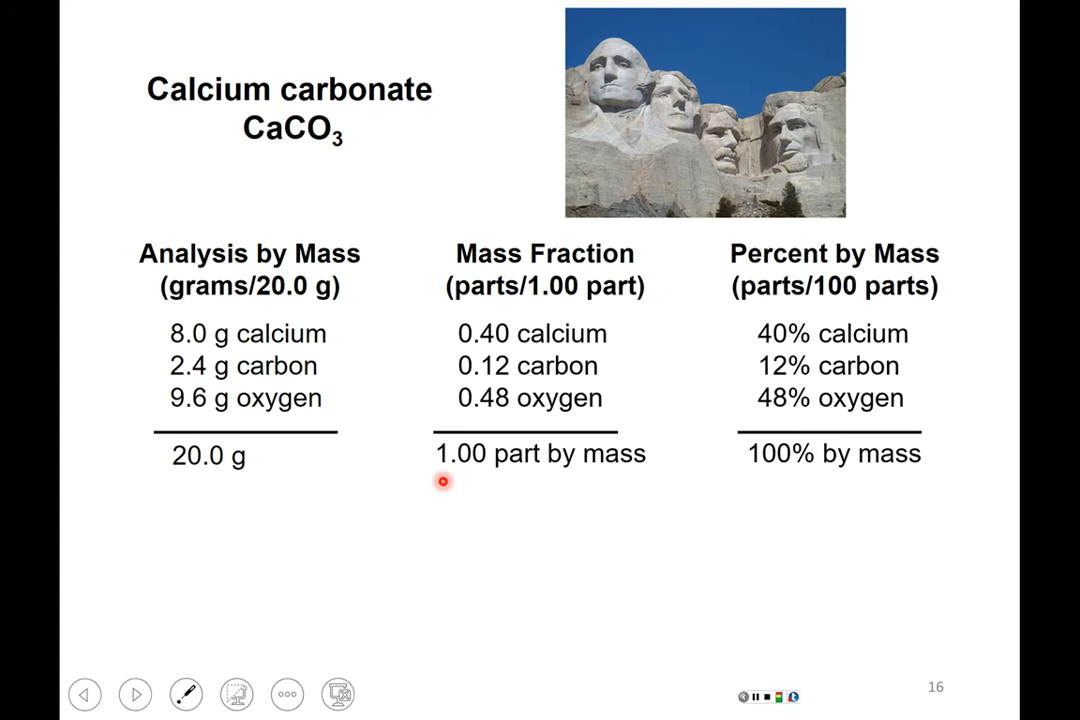 Calcium carbonate
CaCO₃
Analysis by Mass
(grams/20.0 g)
8.0 g calcium
2.4 g carbon
9.6 g oxygen
20.0 g
Mass Fraction
(parts/1.00 part)
0.40 calcium
0.12 carbon
0.48 oxygen
1.00 part by mass
Percent by Mass
(parts/100 parts)
40% calcium
12% carbon
48% oxygen
100% by mass
16